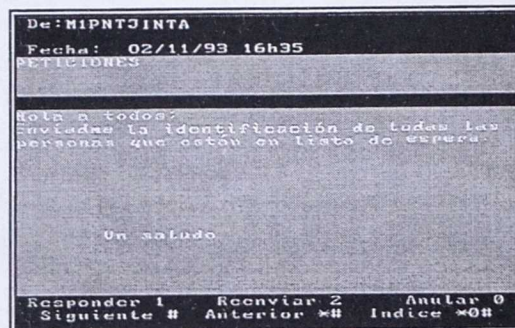 De:M1PNTJINTA
Fecha: 02/11/93 16h35
PETICIONES
Hola a todos;
Enviadme la identificación de todas las
personas que están en lista de espera.
Un saludo
Responder 1 Reenviar 2 Anular 0
Siguiente # Anterior *# Indice *0#